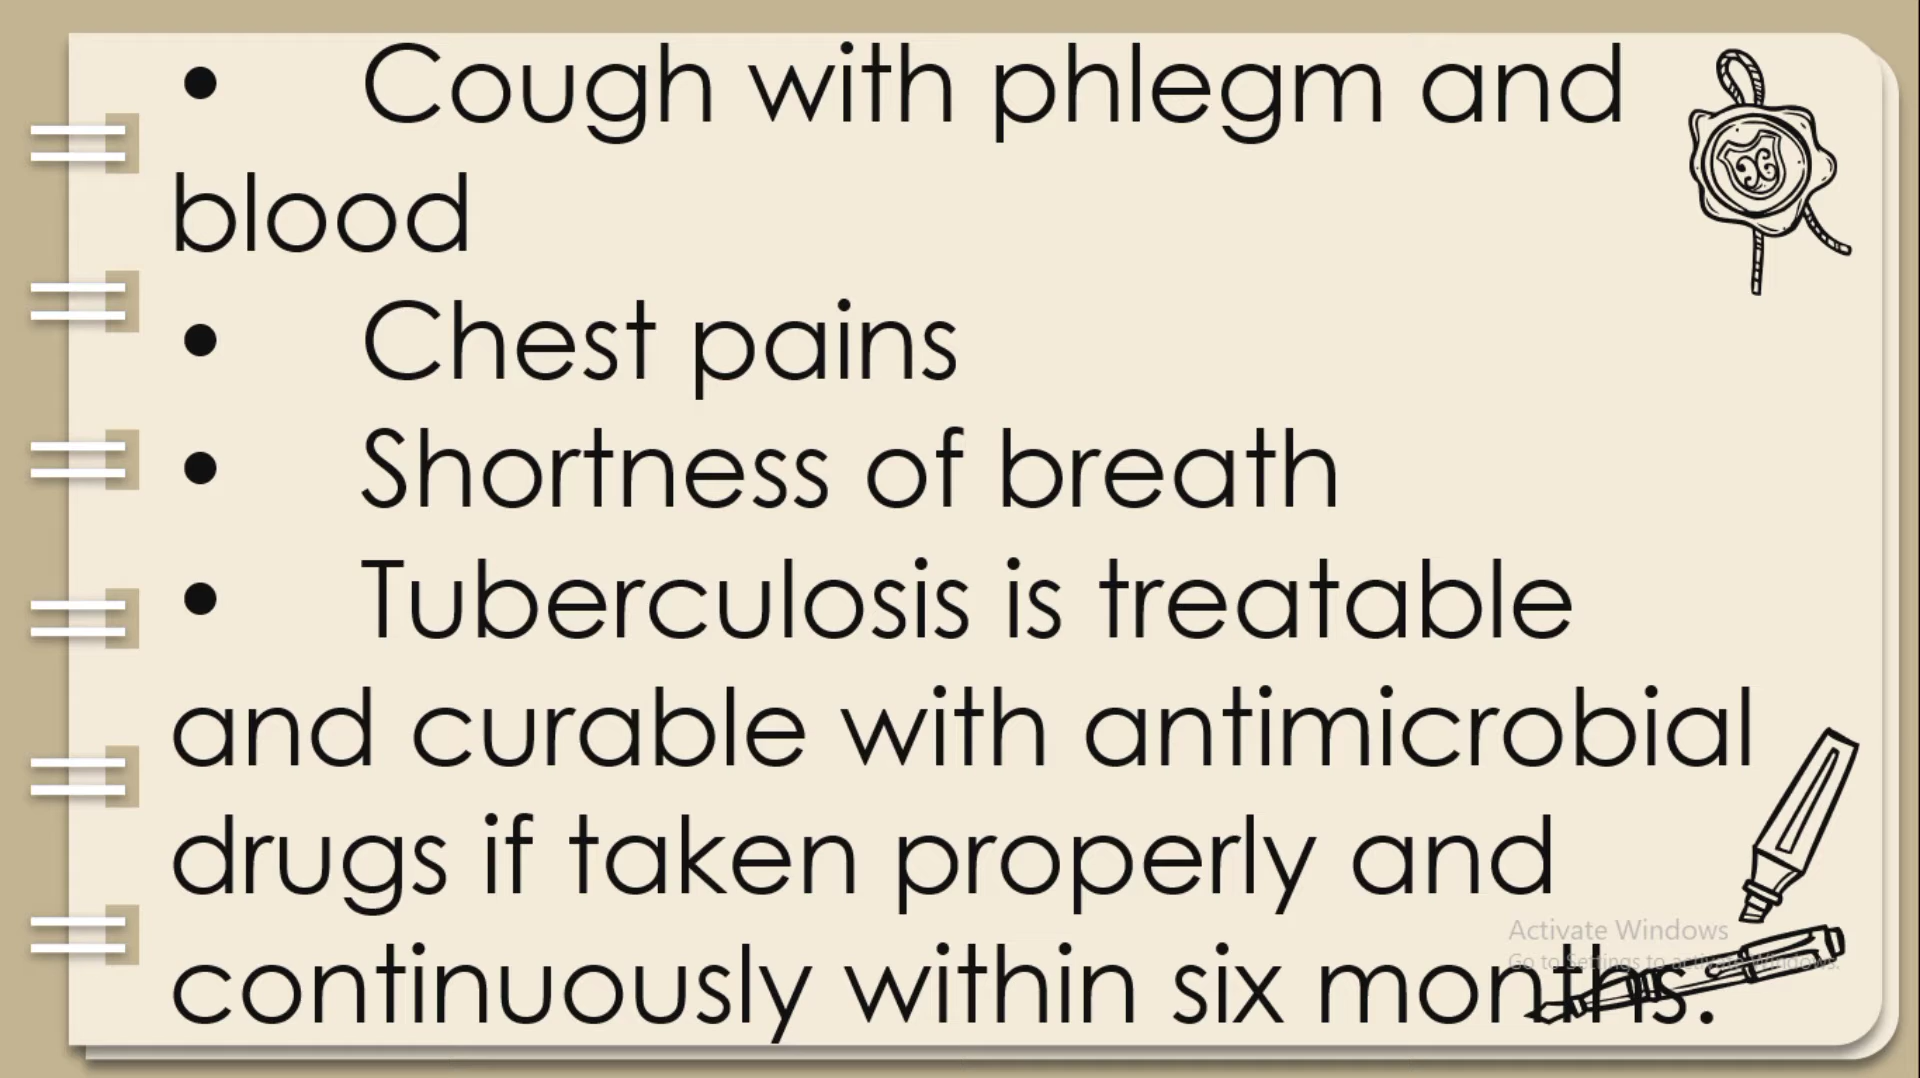 • Cough with phlegm and
blood
• Chest pains
• Shortness of breath
• Tuberculosis is treatable
and curable with antimicrobial
drugs if taken properly and
continuously within six months.
Activate Windows
Go to Settings to activate Windows.